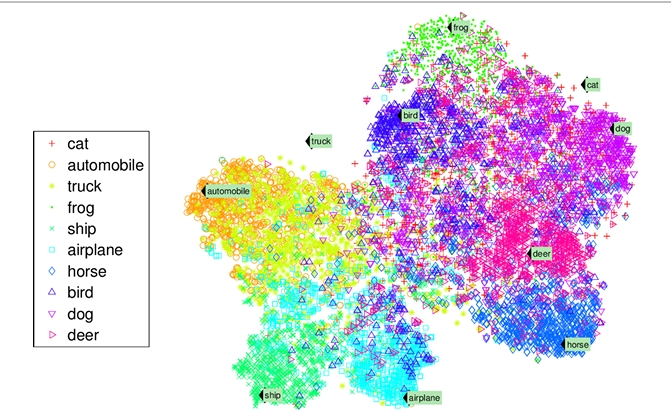 frog
cat
bird
dog
truck
cat
automobile
truck
frog
ship
airplane
horse
bird
dog
deer
automobile
deer
horse
ship
airplane